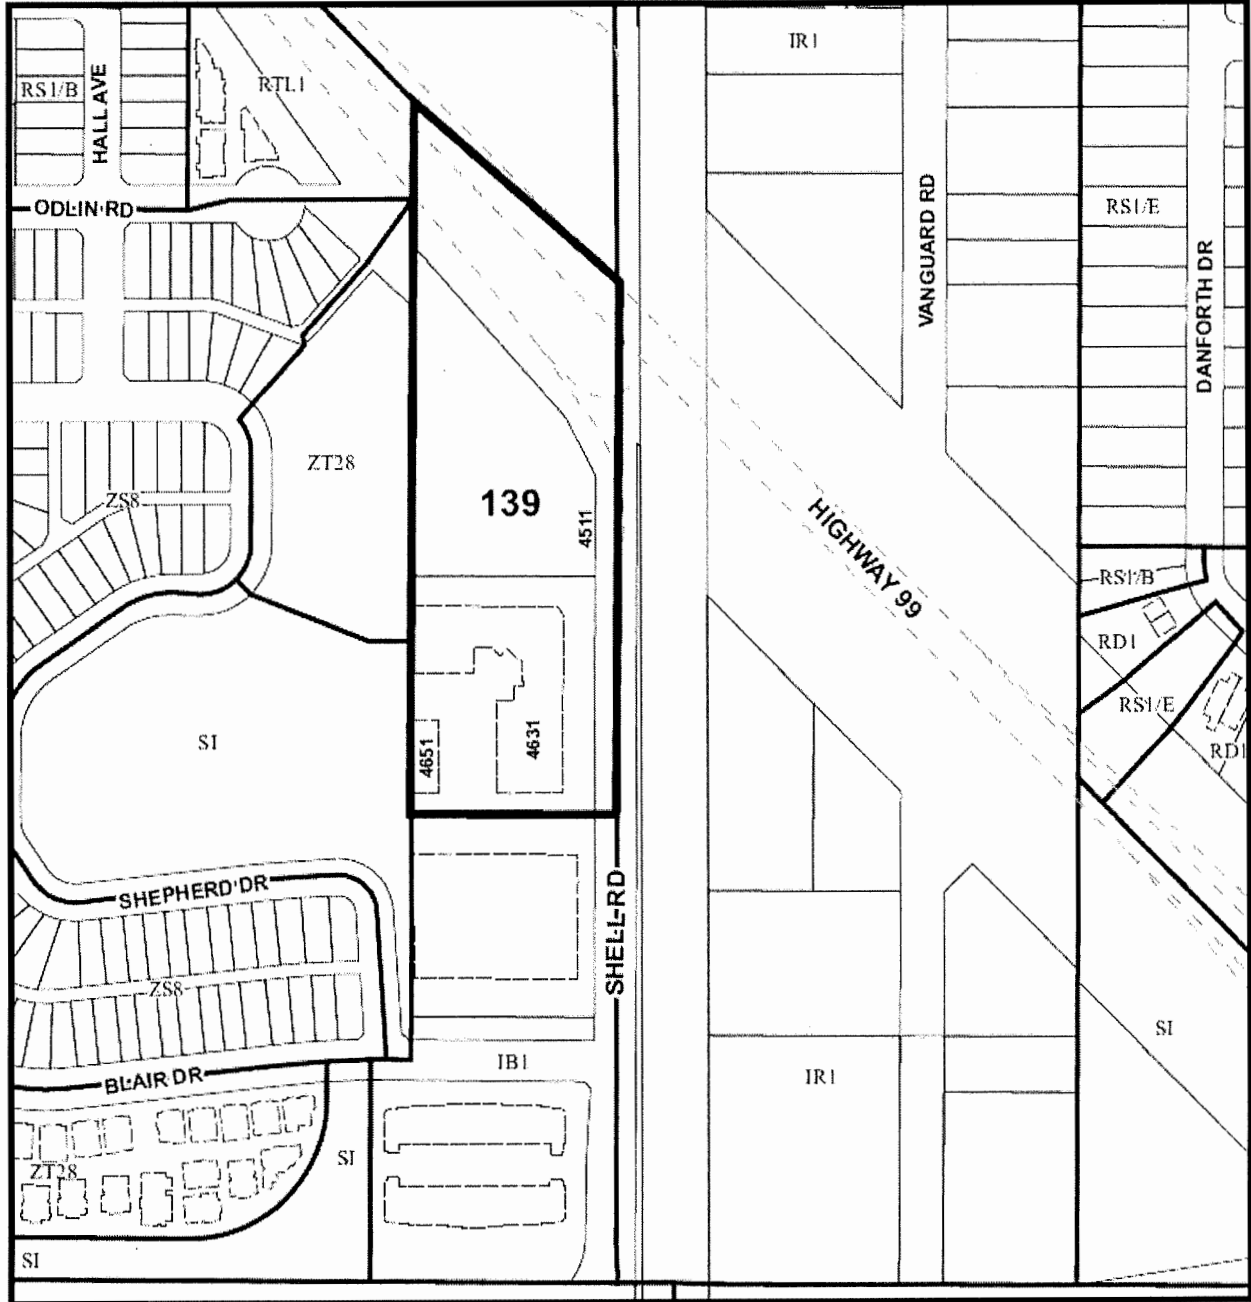 IR1
RS1/B
HALL AVE
RTL1
ODLIN RD
VANGUARD RD
RS1/E
DANFORTH DR
ZT28
ZS8
139
4511
HIGHWAY 99
RS1/B
RD1
RS1/E
RD1
SI
4651
4631
SHEPHERD DR
SHELL RD
ZS8
SI
BLAIR DR
IB1
IR1
ZT28
SI
SI